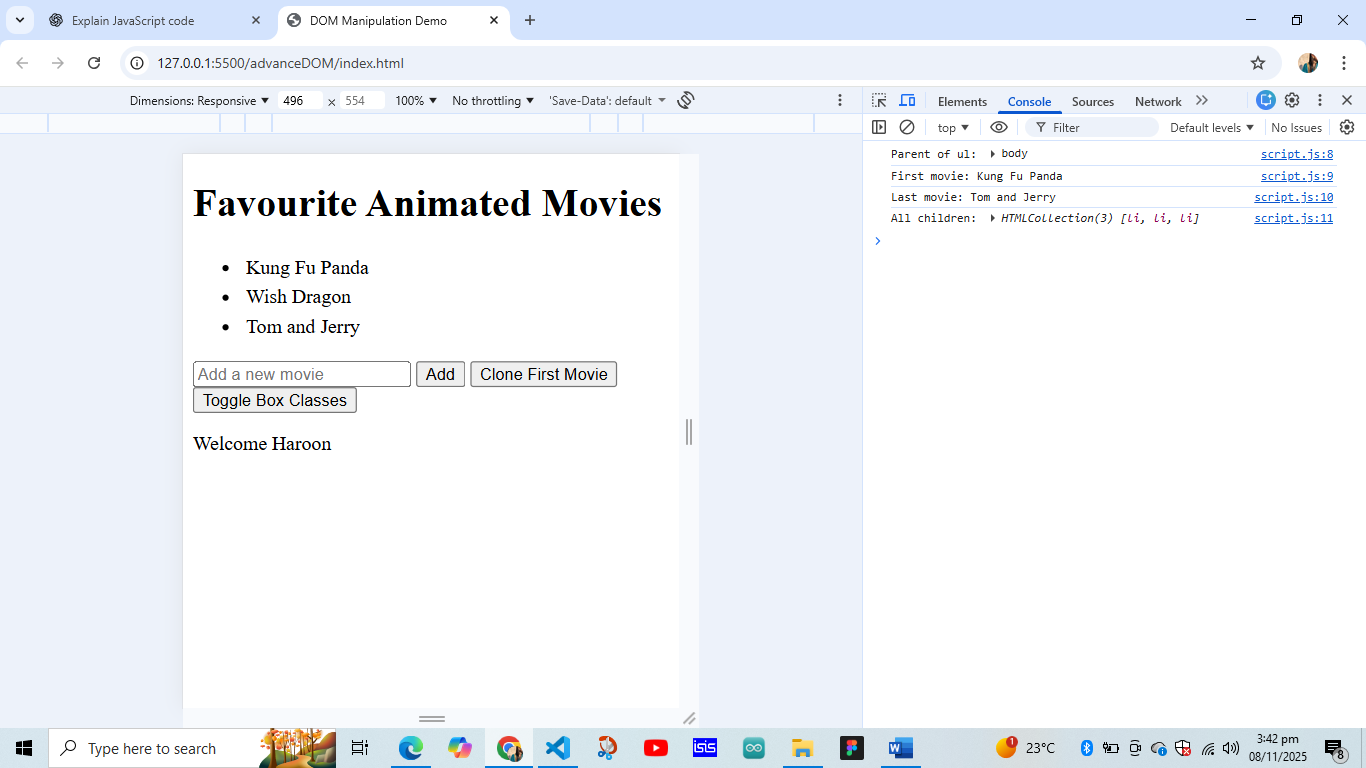 Explain JavaScript code
DOM Manipulation Demo
127.0.0.1:5500/advanceDOM/index.html
Dimensions: Responsive 496 × 554 100% No throttling 'Save-Data': default
Elements Console Sources Network
top Filter Default levels No Issues
Parent of ul: body script.js:8
First movie: Kung Fu Panda script.js:9
Last movie: Tom and Jerry script.js:10
All children: HTMLCollection(3) [li, li, li] script.js:11
Favourite Animated Movies
Kung Fu Panda
Wish Dragon
Tom and Jerry
Add a new movie Add Clone First Movie
Toggle Box Classes
Welcome Haroon
Type here to search
isis
1
23°C
3:42 pm
08/11/2025
8